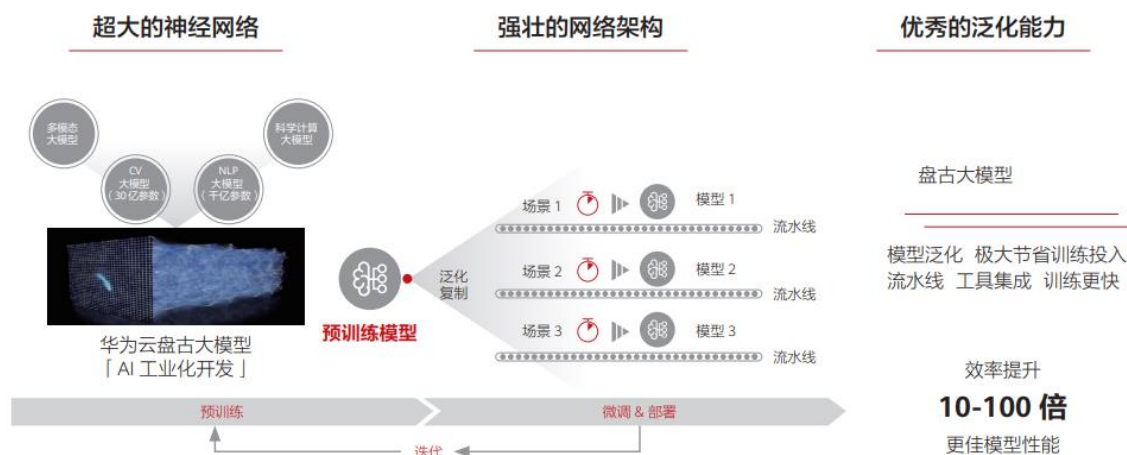 超大的神经网络
强壮的网络架构
优秀的泛化能力
多模态
大模型
科学计算
大模型
CV
大模型
(30亿参数)
NLP
大模型
(千亿参数)
华为云盘古大模型
「AI 工业化开发」
预训练模型
泛化
复制
场景 1
模型 1
流水线
场景 2
模型 2
流水线
场景 3
模型 3
流水线
盘古大模型
模型泛化 极大节省训练投入
流水线 工具集成 训练更快
效率提升
10-100 倍
更佳模型性能
预训练
微调 & 部署
迭代